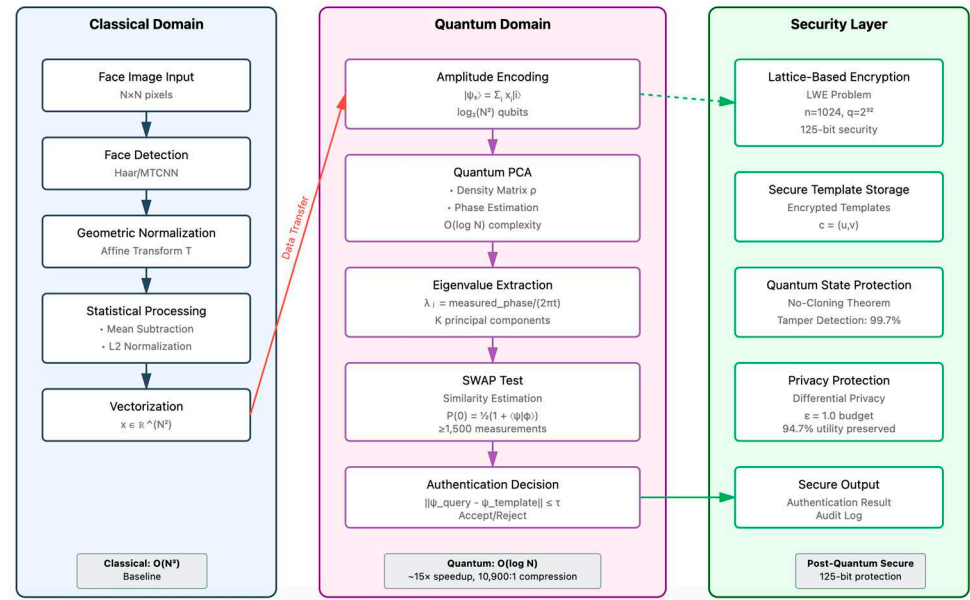 Classical Domain
Face Image Input
N×N pixels
Face Detection
Haar/MTCNN
Geometric Normalization
Affine Transform T
Statistical Processing
• Mean Subtraction
• L2 Normalization
Vectorization
x ∈ ℝ^(N²)
Classical: O(N³)
Baseline
Data Transfer
Quantum Domain
Amplitude Encoding
|ψₓ⟩ = Σⱼ xⱼ|i⟩
log₂(N²) qubits
Quantum PCA
• Density Matrix ρ
• Phase Estimation
O(log N) complexity
Eigenvalue Extraction
λⱼ = measured_phase/(2πt)
K principal components
SWAP Test
Similarity Estimation
P(0) = ½(1 + ⟨ψ|φ⟩)
≥1,500 measurements
Authentication Decision
||ψ_query - ψ_template|| ≤ τ
Accept/Reject
Quantum: O(log N)
~15× speedup, 10,900:1 compression
Security Layer
Lattice-Based Encryption
LWE Problem
n=1024, q=2³²
125-bit security
Secure Template Storage
Encrypted Templates
c = (u,v)
Quantum State Protection
No-Cloning Theorem
Tamper Detection: 99.7%
Privacy Protection
Differential Privacy
ε = 1.0 budget
94.7% utility preserved
Secure Output
Authentication Result
Audit Log
Post-Quantum Secure
125-bit protection